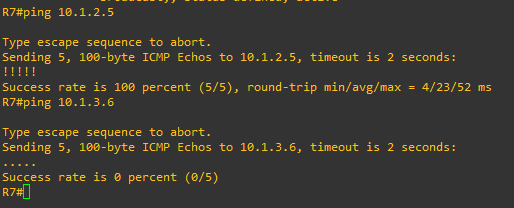 R7#ping 10.1.2.5
Type escape sequence to abort.
Sending 5, 100-byte ICMP Echos to 10.1.2.5, timeout is 2 seconds:
!!!!!
Success rate is 100 percent (5/5), round-trip min/avg/max = 4/23/52 ms
R7#ping 10.1.3.6
Type escape sequence to abort.
Sending 5, 100-byte ICMP Echos to 10.1.3.6, timeout is 2 seconds:
.....
Success rate is 0 percent (0/5)
R7#